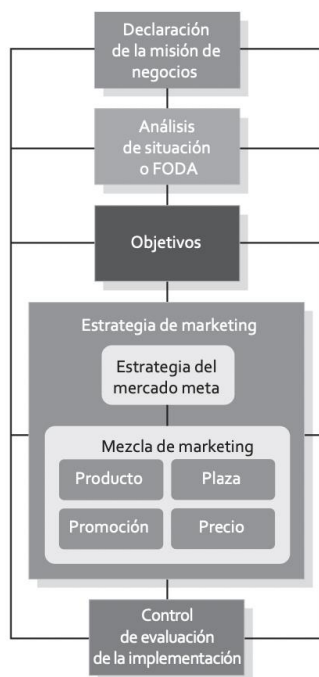 Declaración
de la misión de
negocios
Análisis
de situación
o FODA
Objetivos
Estrategia de marketing
Estrategia del
mercado meta
Mezcla de marketing
Producto Plaza
Promoción Precio
Control
de evaluación
de la implementación